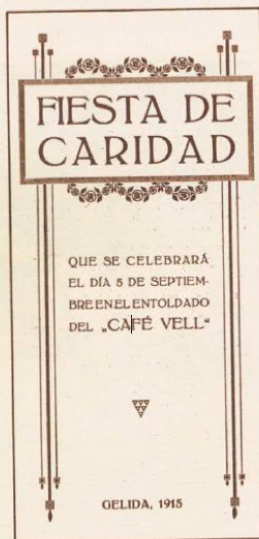 FIESTA DE
CARIDAD
QUE SE CELEBRARÁ
EL DÍA 5 DE SEPTIEM-
BRE EN EL ENTOLDADO
DEL „CAFÉ VELL“
GELIDA, 1915